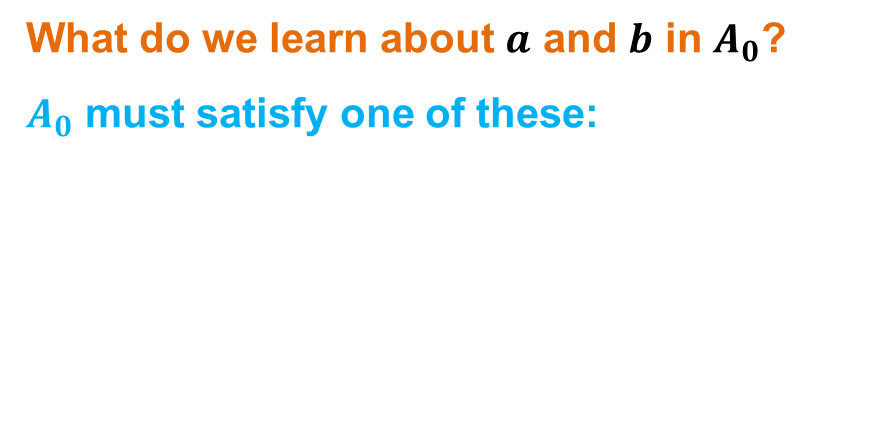 What do we learn about a and b in A₀?
A₀ must satisfy one of these: